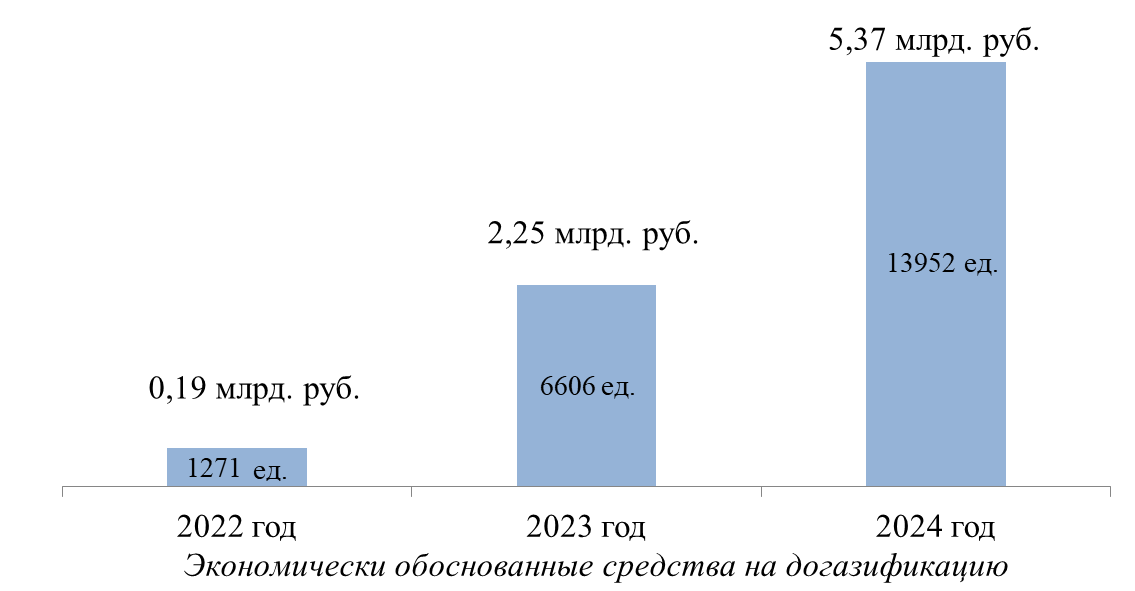 5,37 млрд. руб.
2,25 млрд. руб.
13952 ед.
0,19 млрд. руб.
6606 ед.
1271 ед.
2022 год
2023 год
2024 год
Экономически обоснованные средства на догазификацию